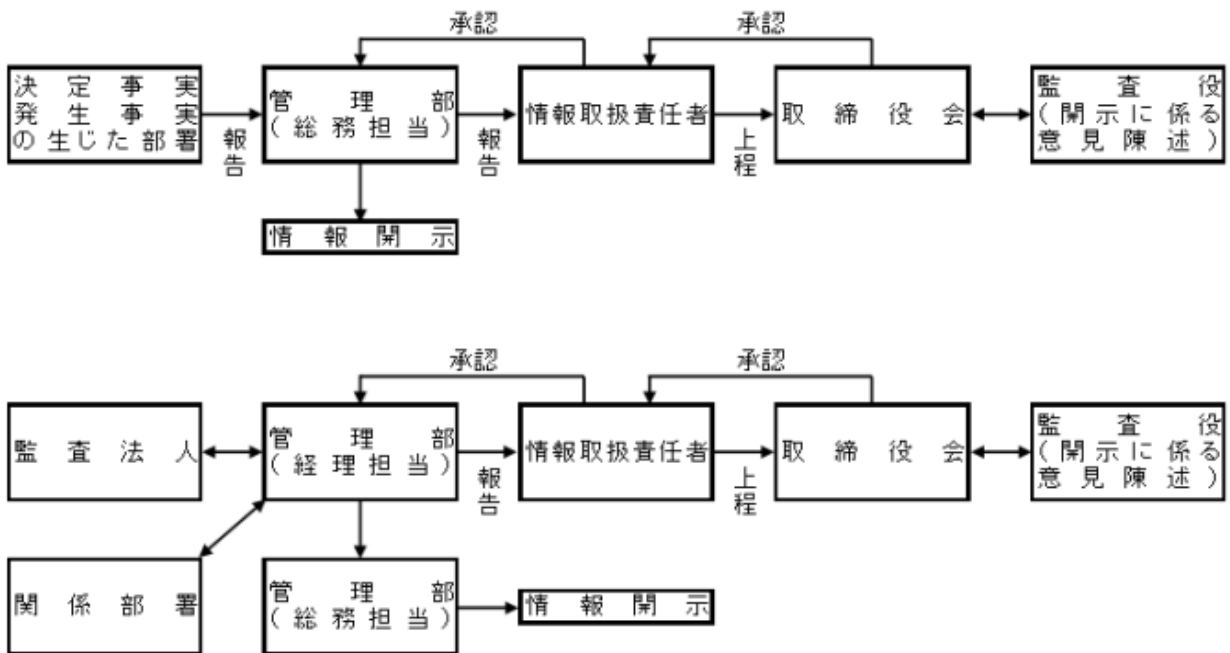 承認
承認
決定事実
発生事実
の生じた部署
報告
管理部
(総務担当)
報告
情報取扱責任者
上程
取締役会
監査役
(開示に係る
意見陳述)
情報開示
承認
承認
監査法人
管理部
(経理担当)
報告
情報取扱責任者
上程
取締役会
監査役
(開示に係る
意見陳述)
関係部署
管理部
(総務担当)
情報開示